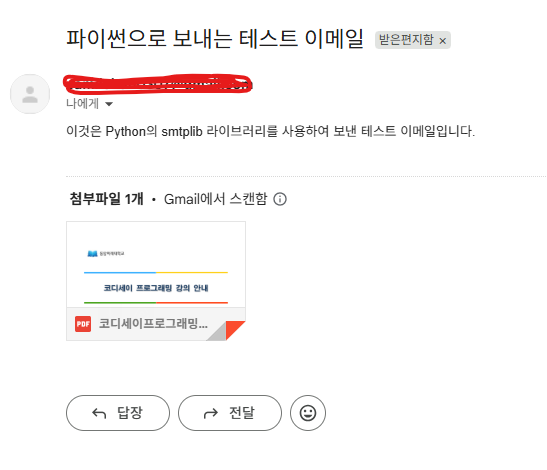 파이썬으로 보내는 테스트 이메일 받은편지함 ×
나에게
이것은 Python의 smtplib 라이브러리를 사용하여 보낸 테스트 이메일입니다.
첨부파일 1개 • Gmail에서 스캔함
코디세이 프로그래밍 강의 안내
PDF 코디세이프로그래밍...
답장
전달